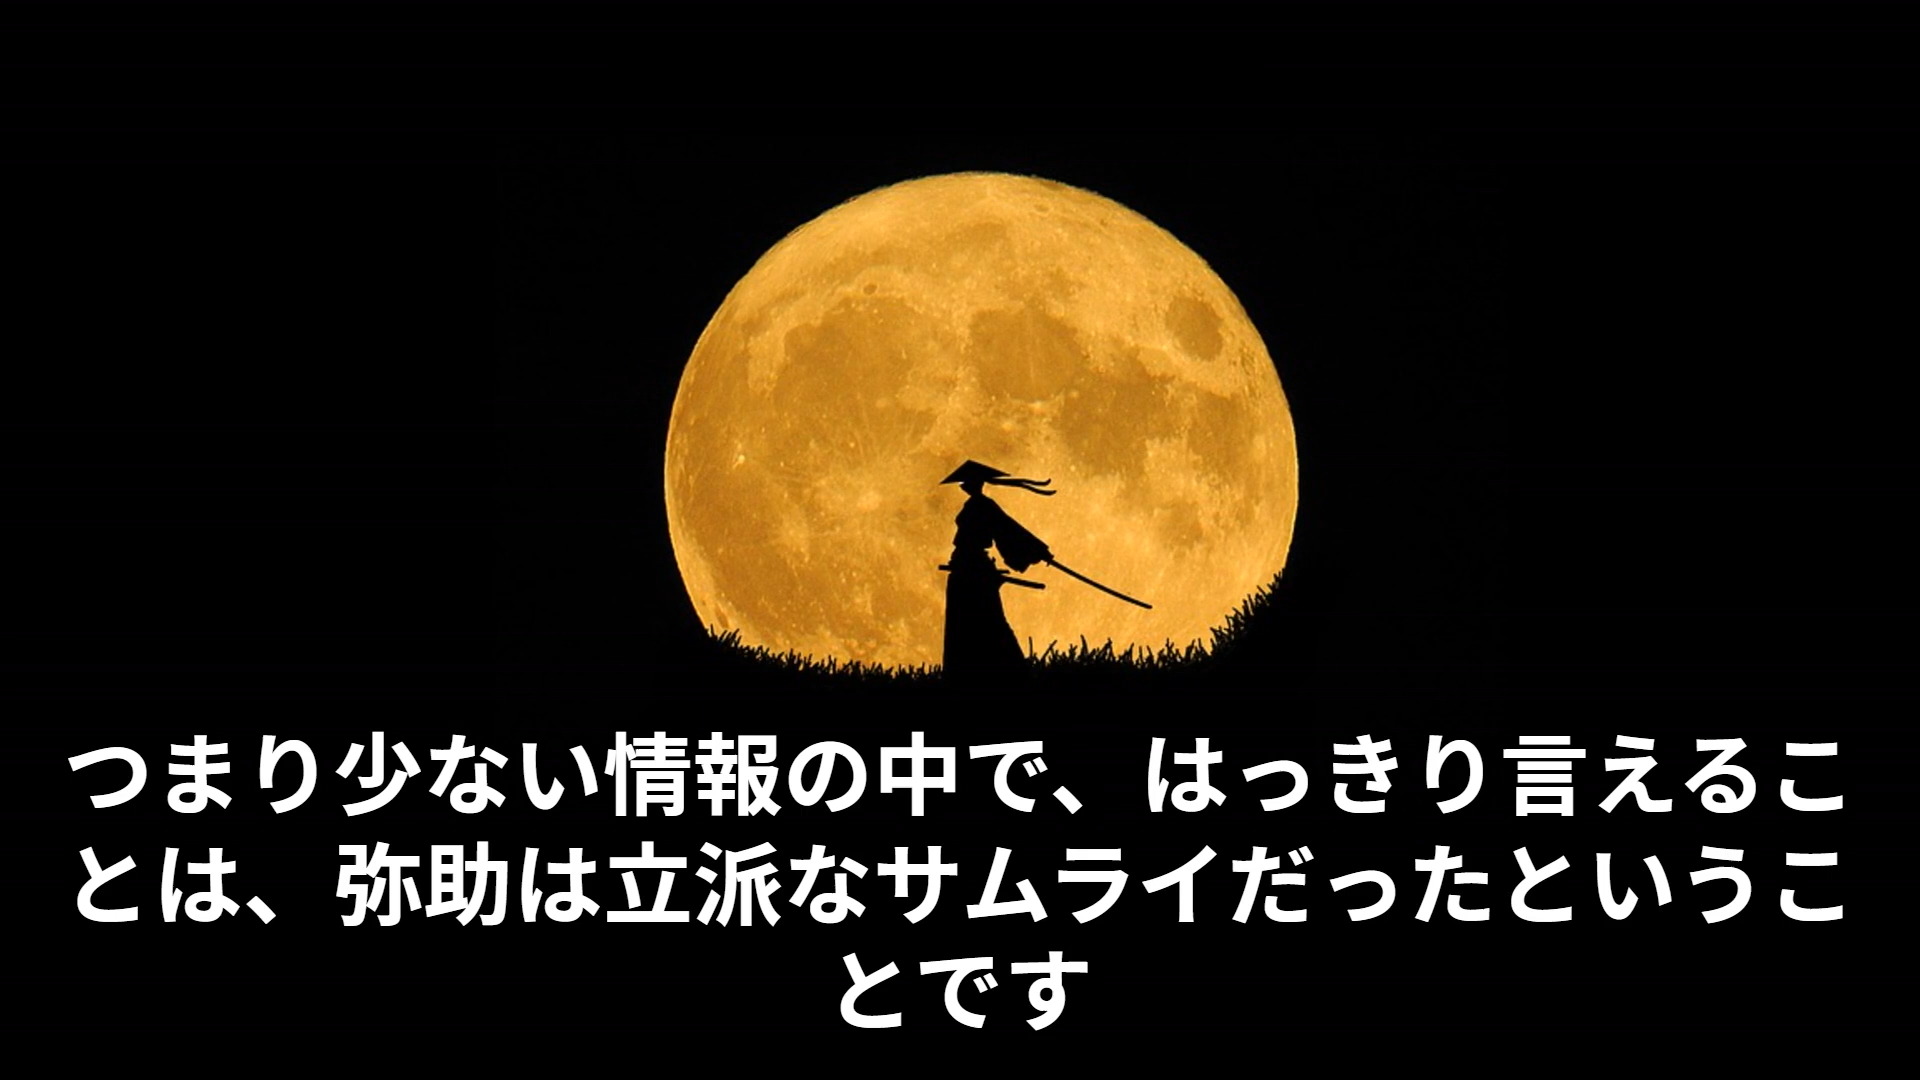 つまり少ない情報の中で、はっきり言えるこ
とは、弥助は立派なサムライだったというこ
とです